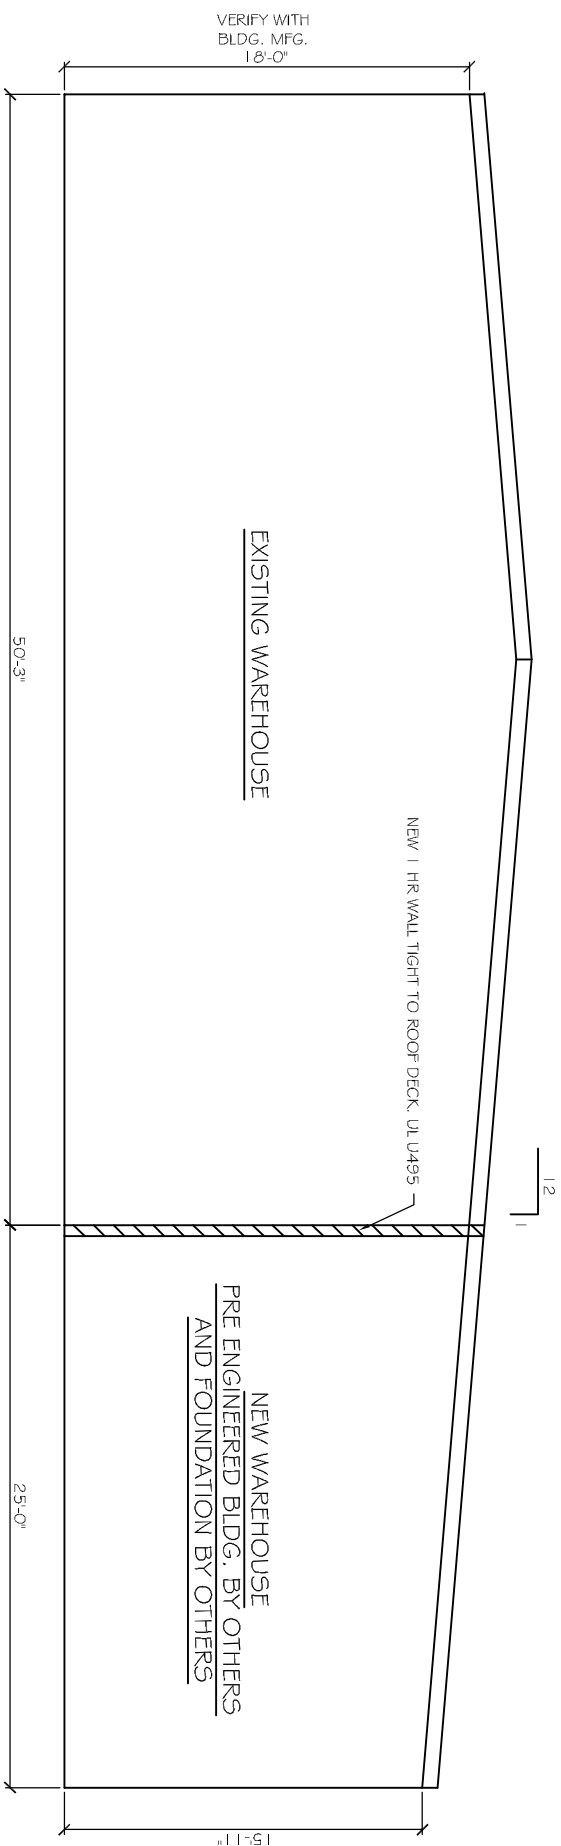 VERIFY WITH
BLDG. MFG.
18'-0"
EXISTING WAREHOUSE
50'-3"
NEW 1 HR WALL TIGHT TO ROOF DECK. UL U495
12
1
NEW WAREHOUSE
PRE ENGINEERED BLDG. BY OTHERS
AND FOUNDATION BY OTHERS
25'-0"
15'-11"